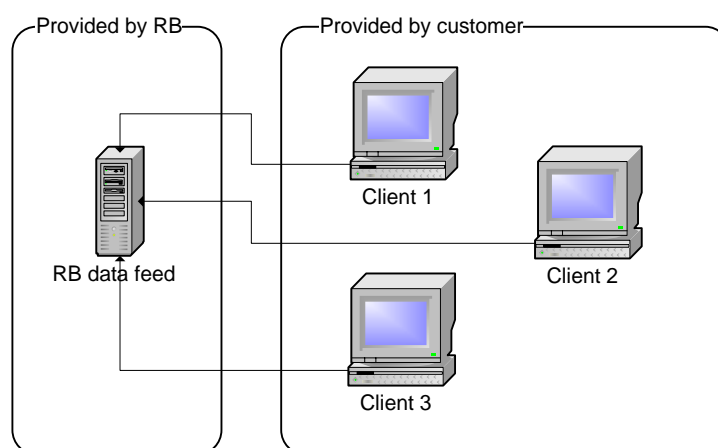 Provided by RB
Provided by customer
Client 1
Client 2
RB data feed
Client 3